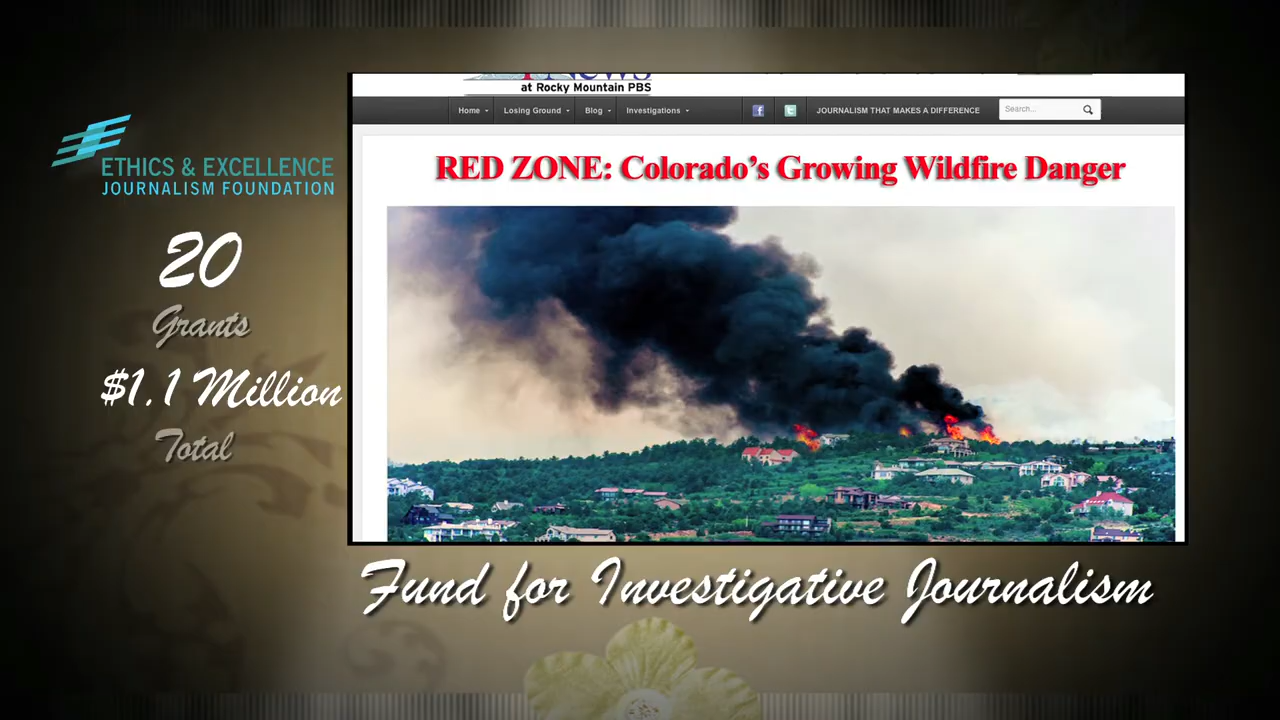 News
at Rocky Mountain PBS
Home
Losing Ground
Blog
Investigations
f
t
JOURNALISM THAT MAKES A DIFFERENCE
Search...
RED ZONE: Colorado's Growing Wildfire Danger
ETHICS & EXCELLENCE
JOURNALISM FOUNDATION
20
Grants
$1.1 Million
Total
Fund for Investigative Journalism